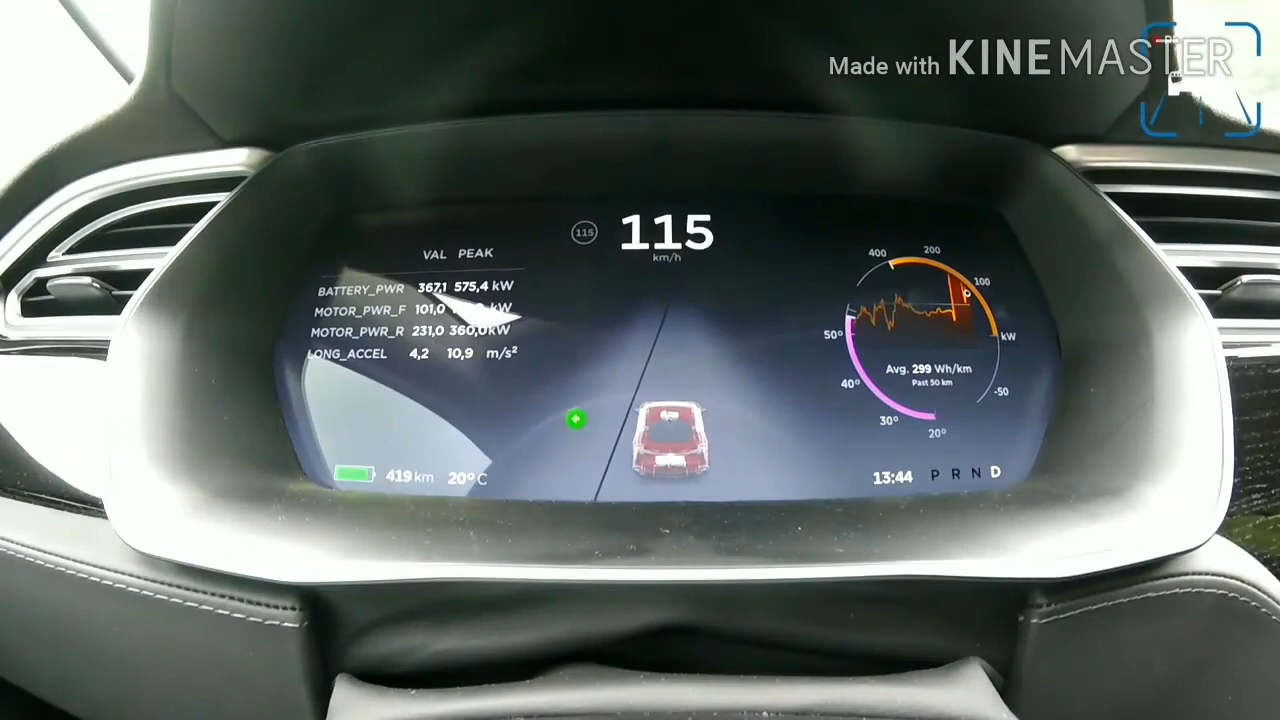 Made with KINEMASTER
115 115
km/h
VAL PEAK
BATTERY_PWR 367,1 575,4 kW
MOTOR_PWR_F 101,0 kW
MOTOR_PWR_R 231,0 360,0 kW
LONG_ACCEL 4,2 10,9 m/s²
400 200 100
kW
-50
50°
40°
30°
20°
Avg. 299 Wh/km
Past 50 km
419 km 20°C
13:44 P R N D